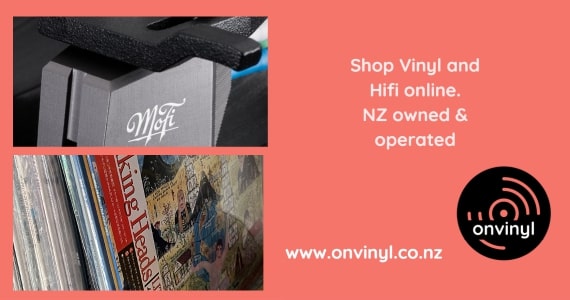 MoFi
Shop Vinyl and
Hifi online.
NZ owned &
operated
king Heads
onvinyl
www.onvinyl.co.nz